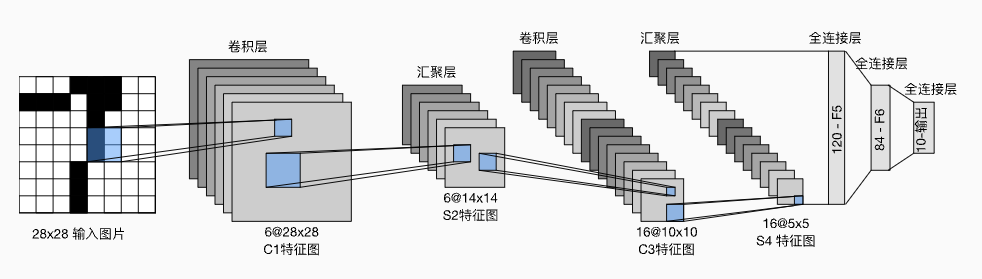 卷积层
汇聚层
卷积层
汇聚层
全连接层
全连接层
全连接层
120 - F5
84 - F6
10-输出
28x28 输入图片
6@28x28
C1特征图
6@14x14
S2特征图
16@10x10
C3特征图
16@5x5
S4 特征图